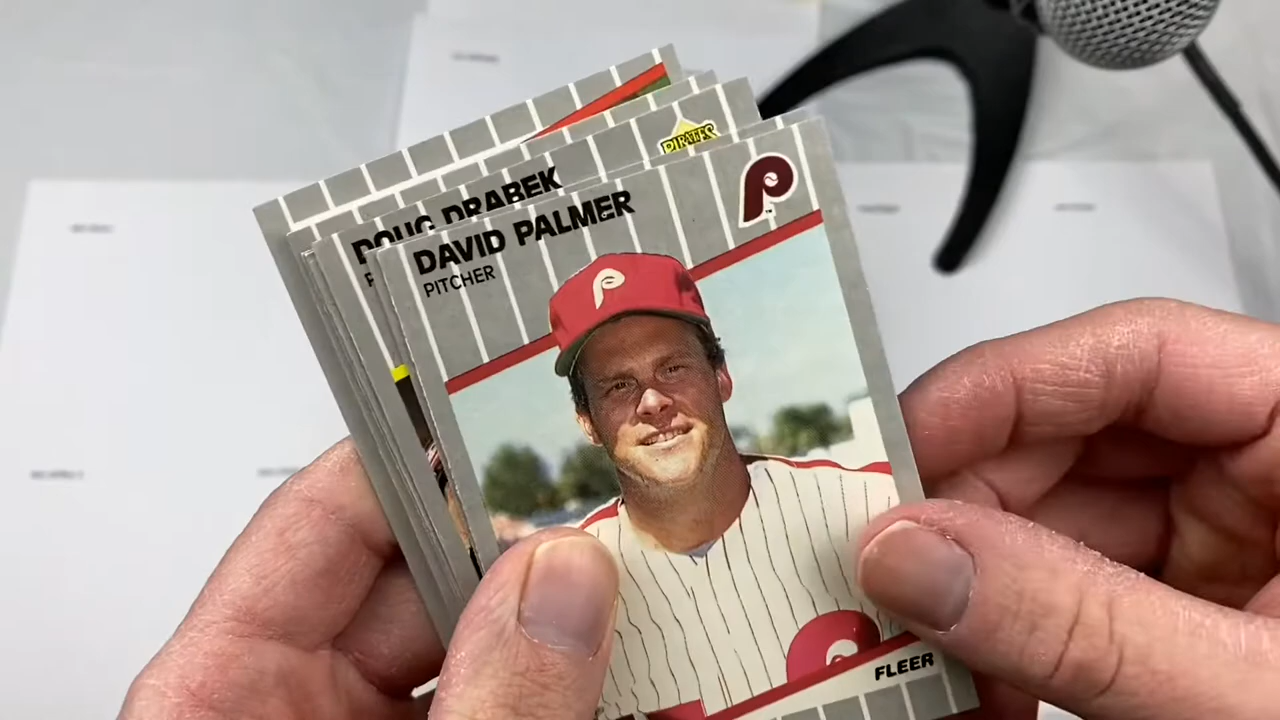 PIRATES
DOUG DRABEK
DAVID PALMER
PITCHER
P
P
FLEER